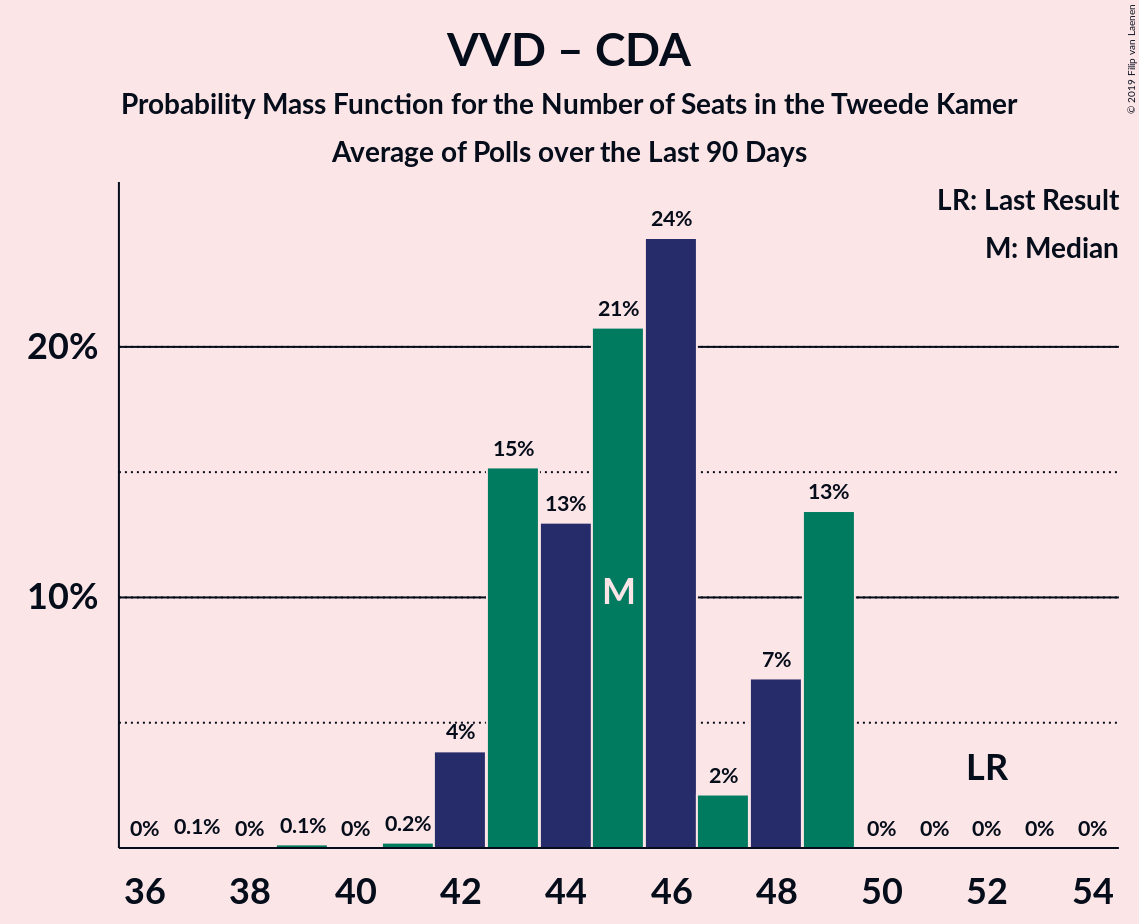 VVD – CDA
Probability Mass Function for the Number of Seats in the Tweede Kamer
Average of Polls over the Last 90 Days
© 2019 Filip van Laenen
LR: Last Result
M: Median
24%
21%
20%
15%
13%
13%
M
10%
7%
4%
LR
2%
0% 0.1% 0% 0.1% 0% 0.2% 0% 0% 0% 0% 0%
36 38 40 42 44 46 48 50 52 54